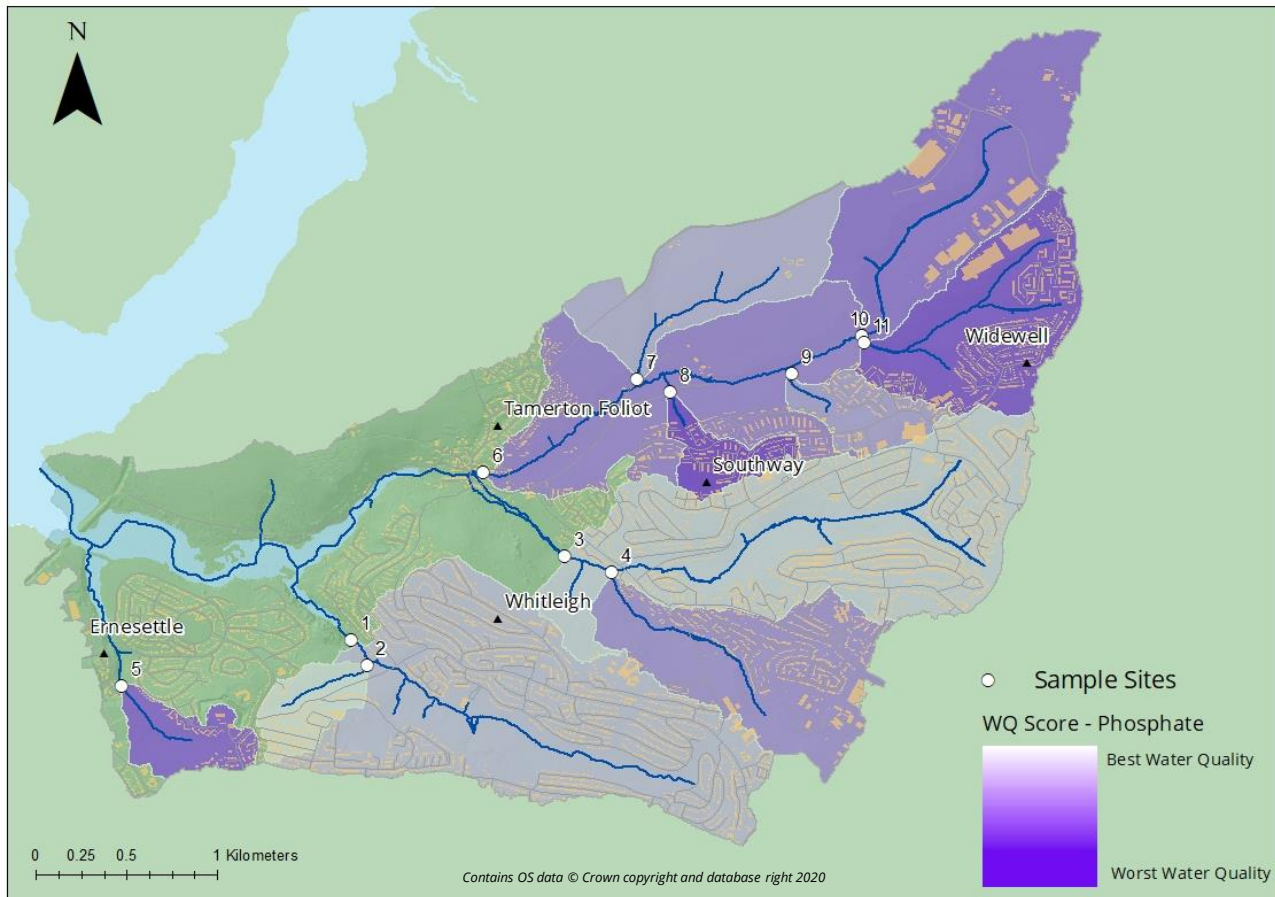 N
10
11
Widewell
7
9
8
Tamerton Foliot
6
Southway
3
4
Whitleigh
1
Ernesettle
2
5
Sample Sites
WQ Score - Phosphate
Best Water Quality
Worst Water Quality
0 0.25 0.5 1 Kilometers
Contains OS data © Crown copyright and database right 2020